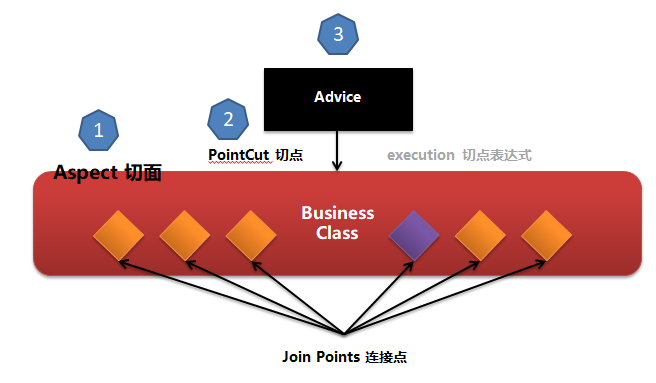 3
Advice
1
2
PointCut 切点
execution 切点表达式
Aspect 切面
Business
Class
Join Points 连接点